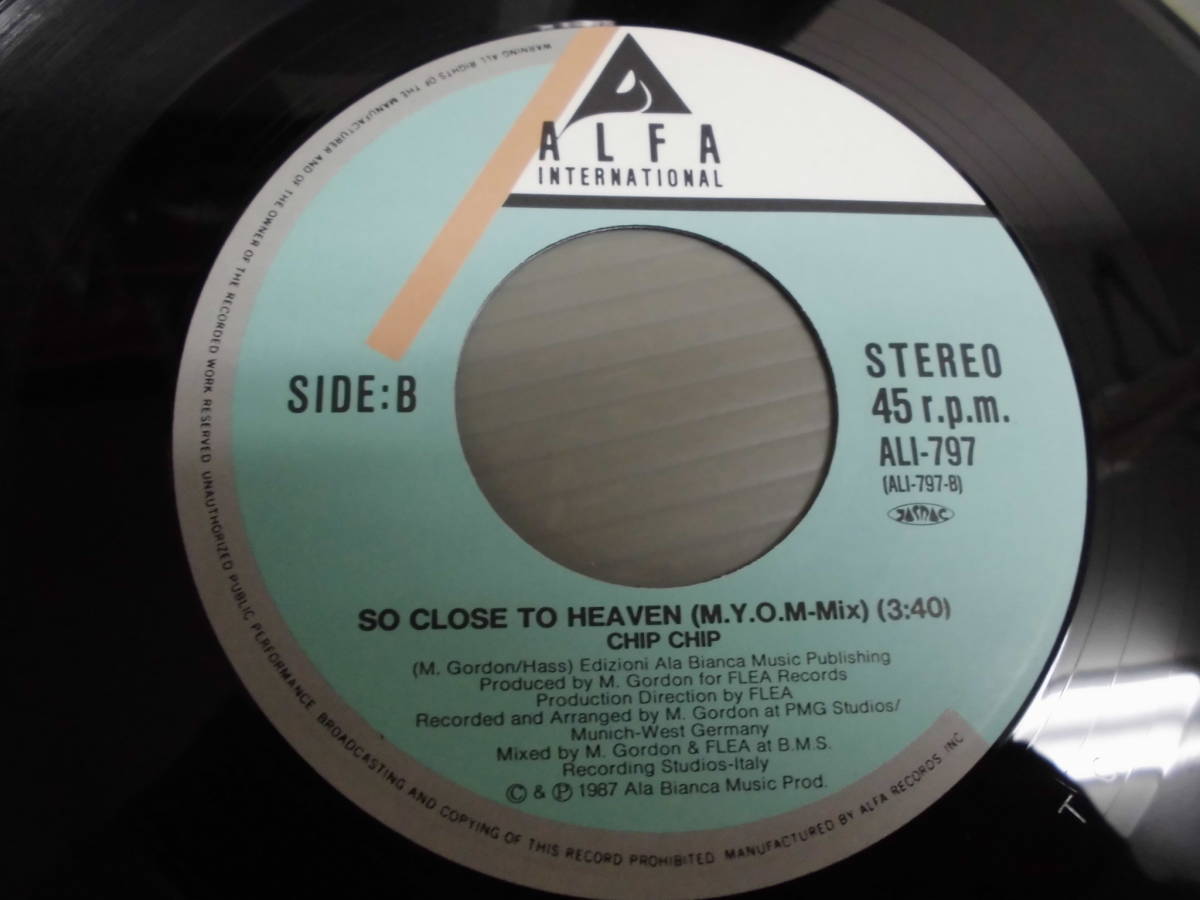 ALFA
INTERNATIONAL
SIDE:B
STEREO
45 r.p.m.
ALI-797
(ALI-797-B)
JASRAC
SO CLOSE TO HEAVEN (M.Y.O.M-Mix) (3:40)
CHIP CHIP
(M. Gordon/Hass) Edizioni Ala Bianca Music Publishing
Produced by M. Gordon for FLEA Records
Production Direction by FLEA
Recorded and Arranged by M. Gordon at PMG Studios/
Munich-West Germany
Mixed by M. Gordon & FLEA at B.M.S.
Recording Studios-Italy
© & ℗ 1987 Ala Bianca Music Prod.
WARNING ALL RIGHTS OF THE MANUFACTURER AND OF THE OWNER OF THE RECORDED WORK RESERVED UNAUTHORIZED PUBLIC PERFORMANCE BROADCASTING AND COPYING OF THIS RECORD PROHIBITED MANUFACTURED BY ALFA RECORDS, INC